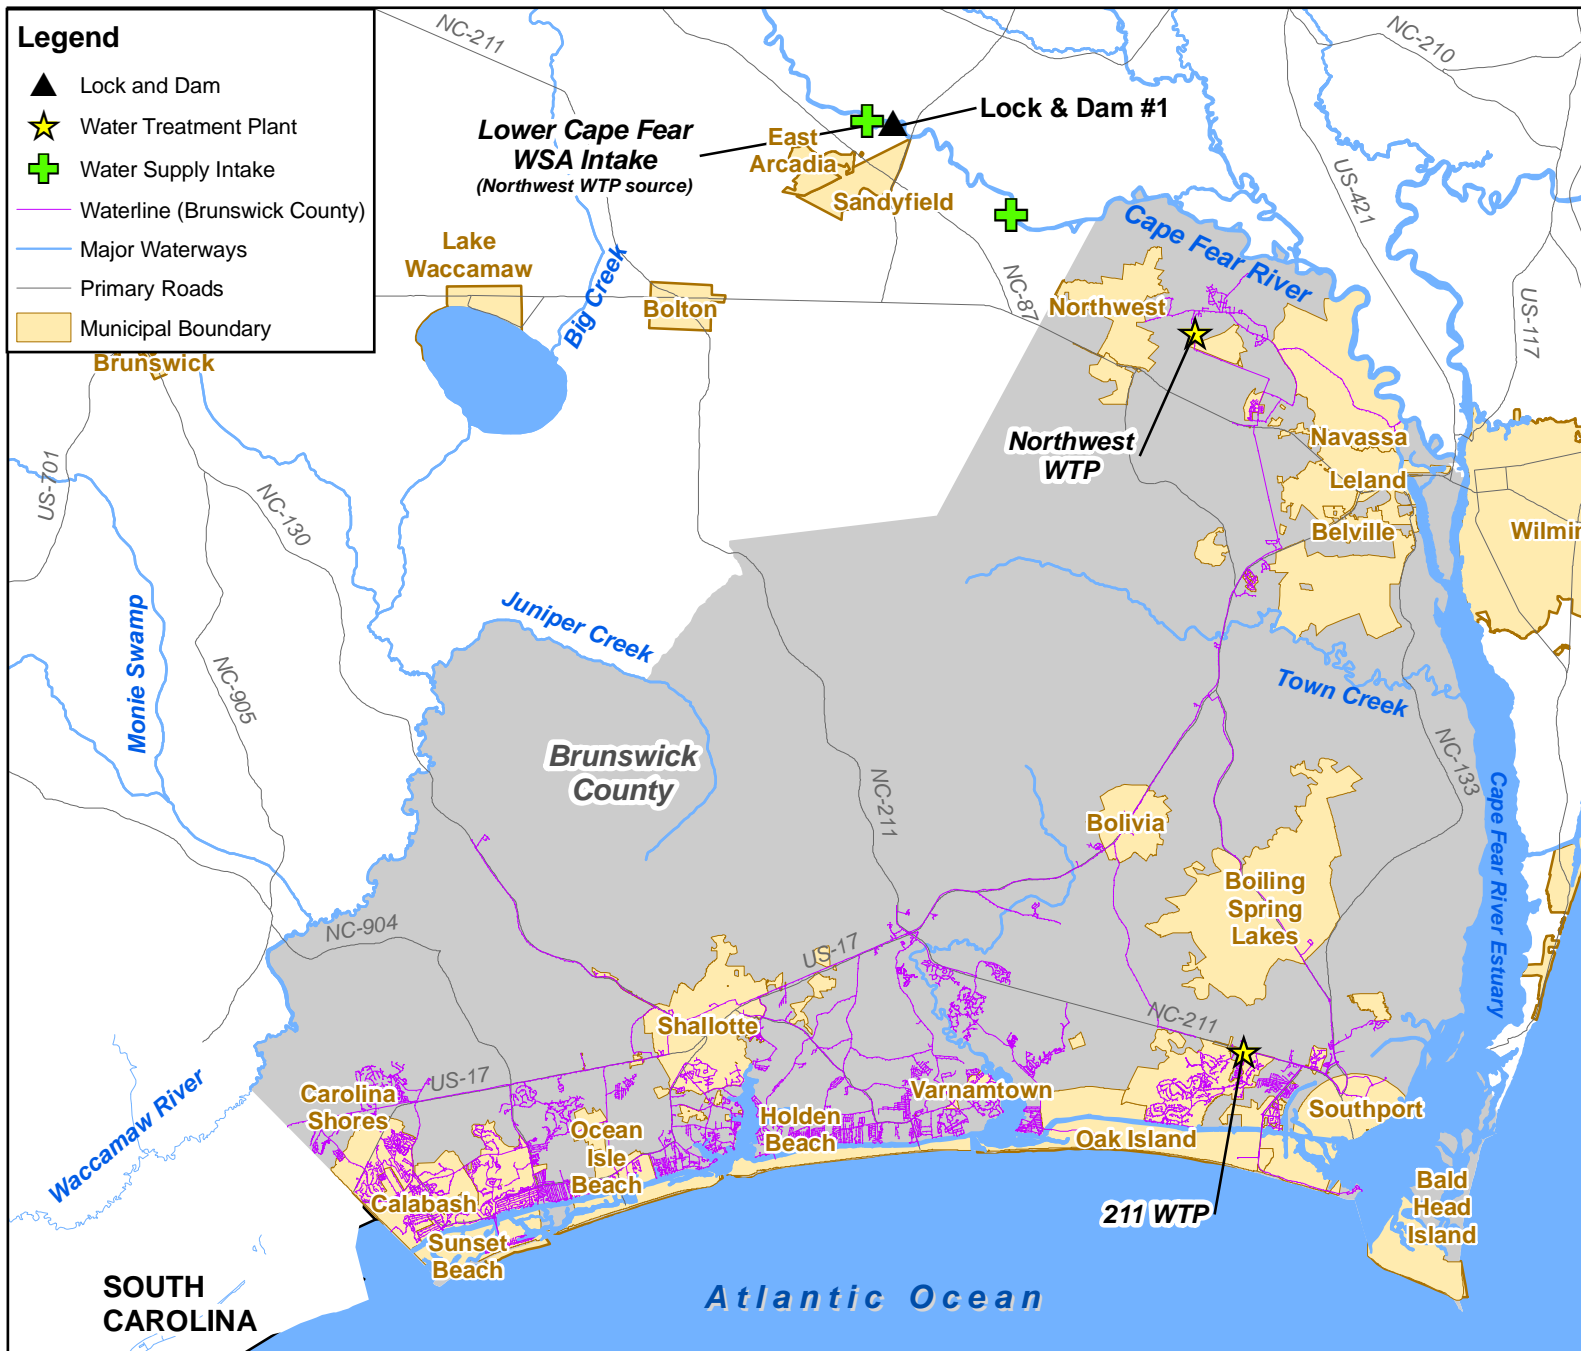 Legend
Lock and Dam
Water Treatment Plant
Water Supply Intake
Waterline (Brunswick County)
Major Waterways
Primary Roads
Municipal Boundary
NC-211
NC-210
Lock & Dam #1
Lower Cape Fear
WSA Intake
(Northwest WTP source)
East
Arcadia
Sandyfield
US-421
Cape Fear River
Lake
Waccamaw
Big Creek
Bolton
NC-87
Northwest
US-117
Brunswick
Northwest
WTP
Navassa
Leland
Belville
Wilmin
US-701
NC-130
Monie Swamp
Juniper Creek
NC-905
Town Creek
Brunswick
County
NC-211
NC-133
Cape Fear River Estuary
Bolivia
Boiling
Spring
Lakes
NC-904
US-17
Shallotte
NC-211
US-17
Waccamaw River
Carolina
Shores
Varnamtown
Holden
Beach
Ocean
Isle
Beach
Oak Island
Southport
Calabash
Sunset
Beach
211 WTP
Bald
Head
Island
SOUTH
CAROLINA
Atlantic Ocean